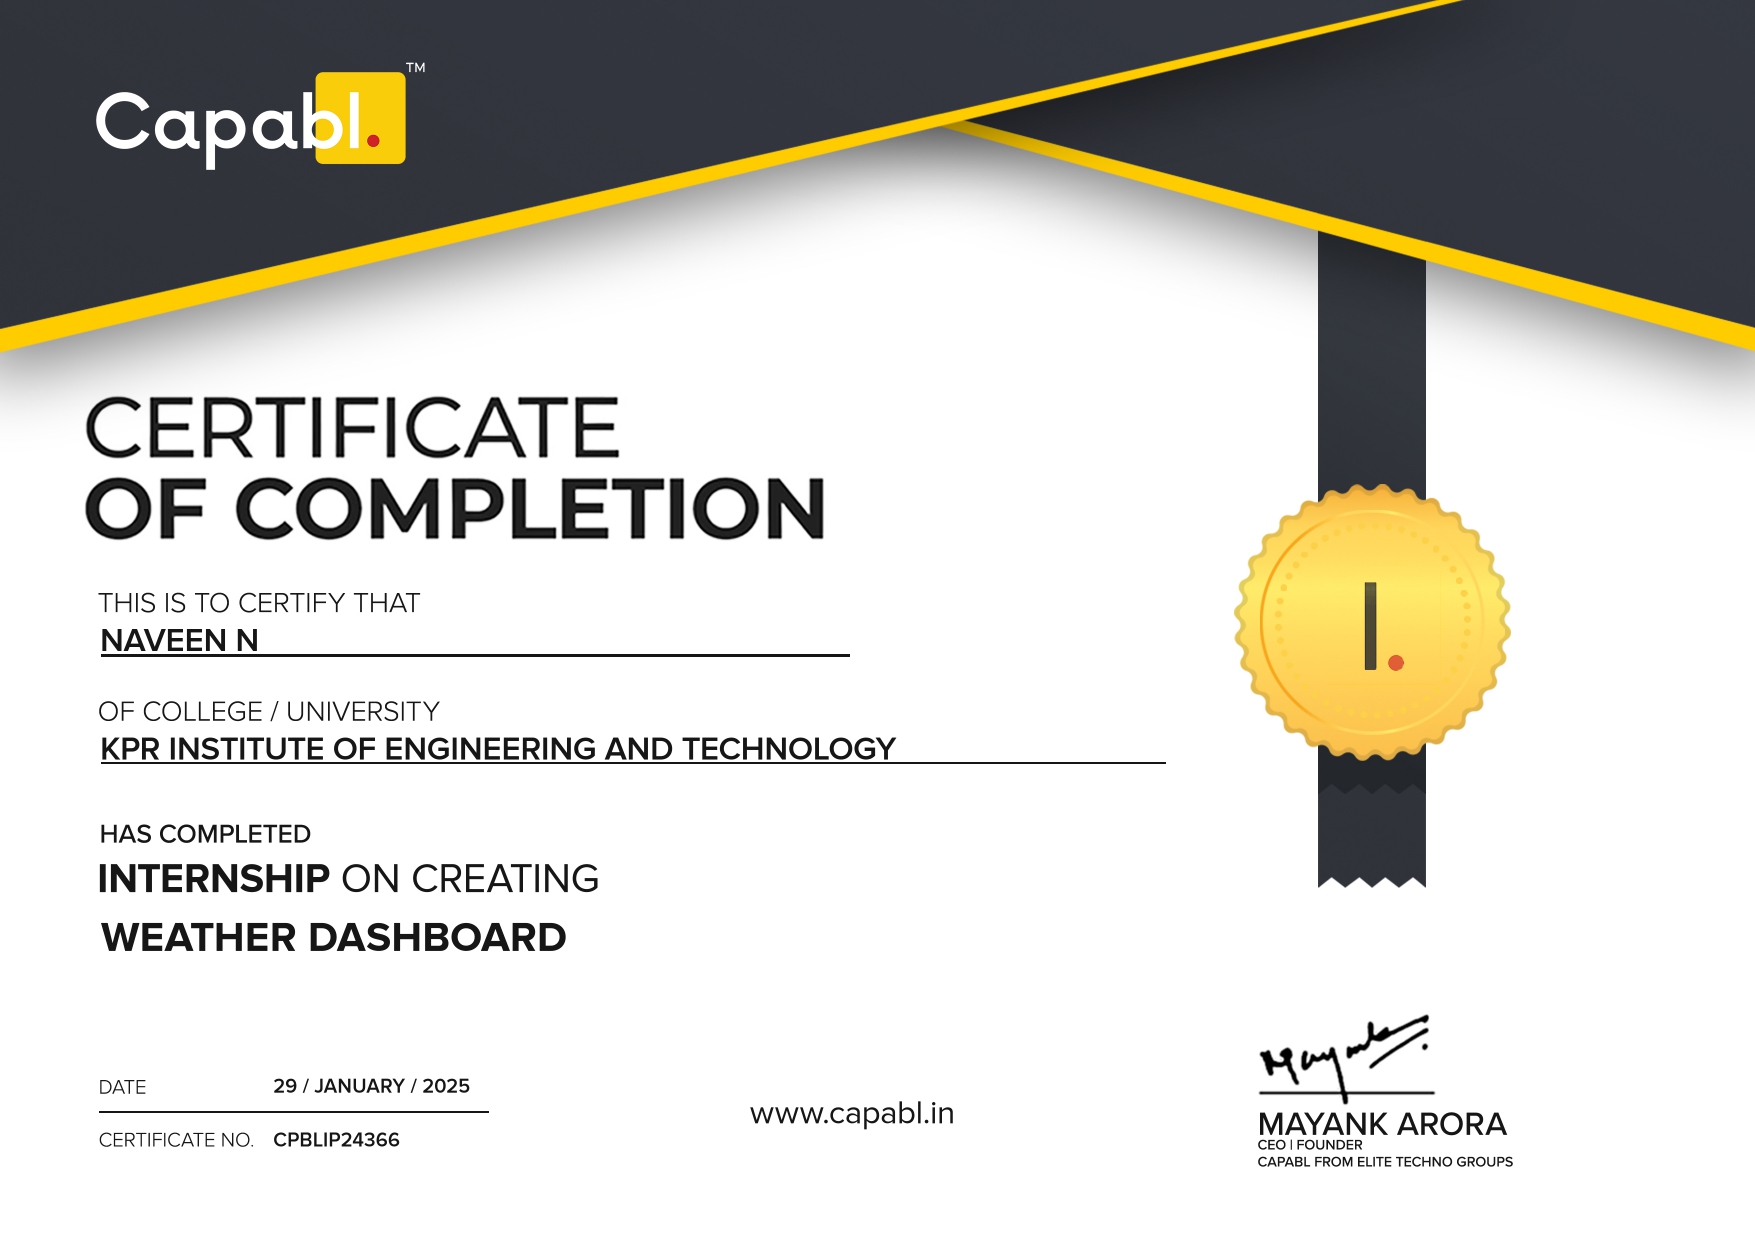 Capabl.™
CERTIFICATE
OF COMPLETION
THIS IS TO CERTIFY THAT
NAVEEN N
OF COLLEGE / UNIVERSITY
KPR INSTITUTE OF ENGINEERING AND TECHNOLOGY
HAS COMPLETED
INTERNSHIP ON CREATING
WEATHER DASHBOARD
l.
DATE 29 / JANUARY / 2025
CERTIFICATE NO. CPBLIP24366
www.capabl.in
Mayank
MAYANK ARORA
CEO | FOUNDER
CAPABL FROM ELITE TECHNO GROUPS